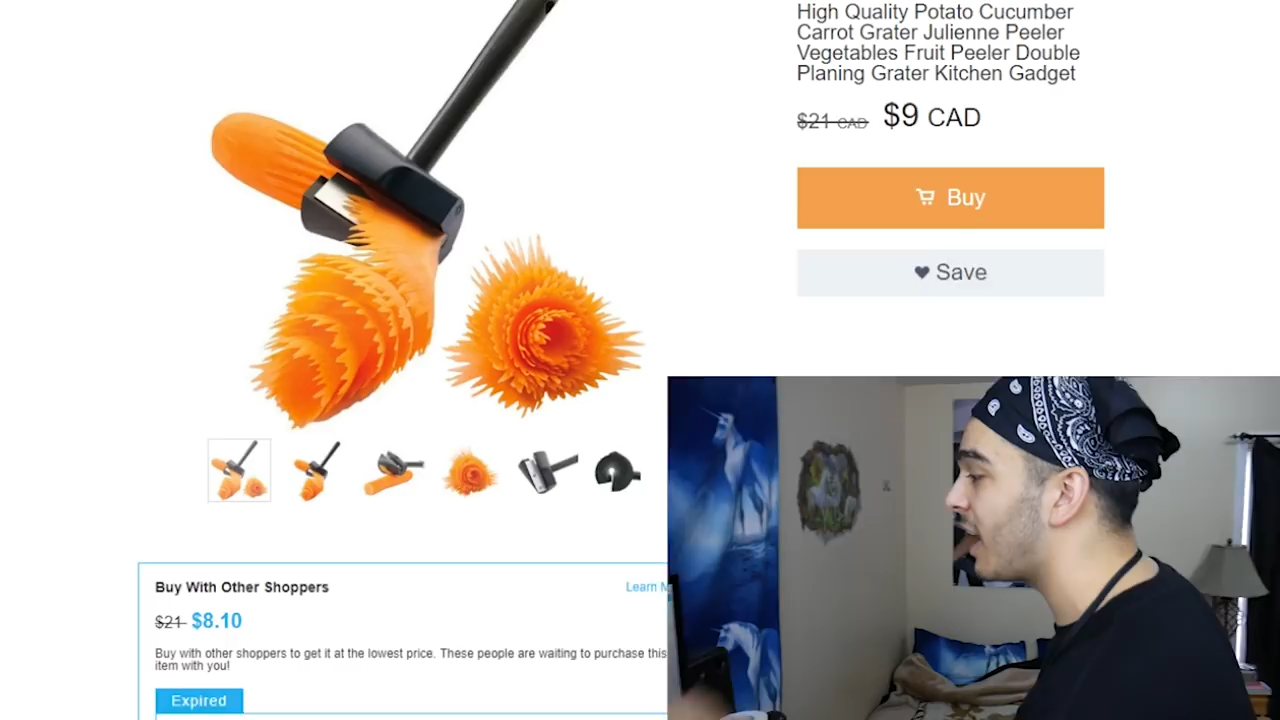 High Quality Potato Cucumber
Carrot Grater Julienne Peeler
Vegetables Fruit Peeler Double
Planing Grater Kitchen Gadget
$21 CAD $9 CAD
Buy
Save
Buy With Other Shoppers
Learn
$21 $8.10
Buy with other shoppers to get it at the lowest price. These people are waiting to purchase this
item with you!
Expired